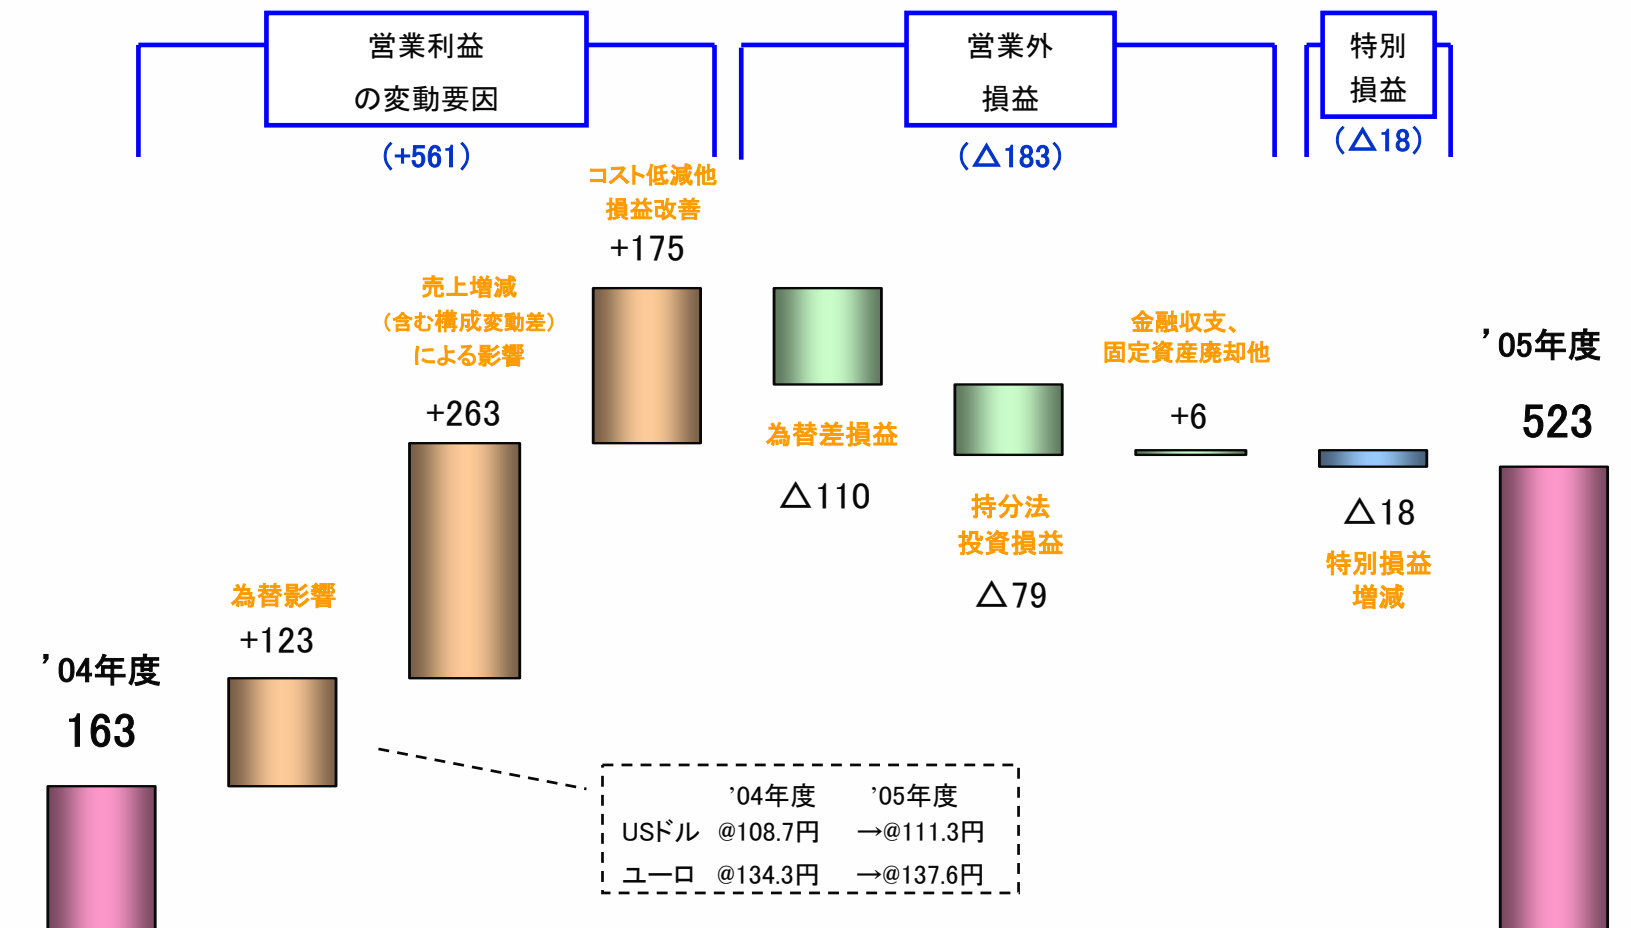 営業利益
の変動要因
(+561)
営業外
損益
(△183)
特別
損益
(△18)
コスト低減他
損益改善
+175
売上増減
(含む構成変動差)
による影響
+263
為替影響
+123
’04年度
163
為替差損益
△110
持分法
投資損益
△79
金融収支、
固定資産廃却他
+6
△18
特別損益
増減
’05年度
523
’04年度 ’05年度
USドル @108.7円 →@111.3円
ユーロ @134.3円 →@137.6円